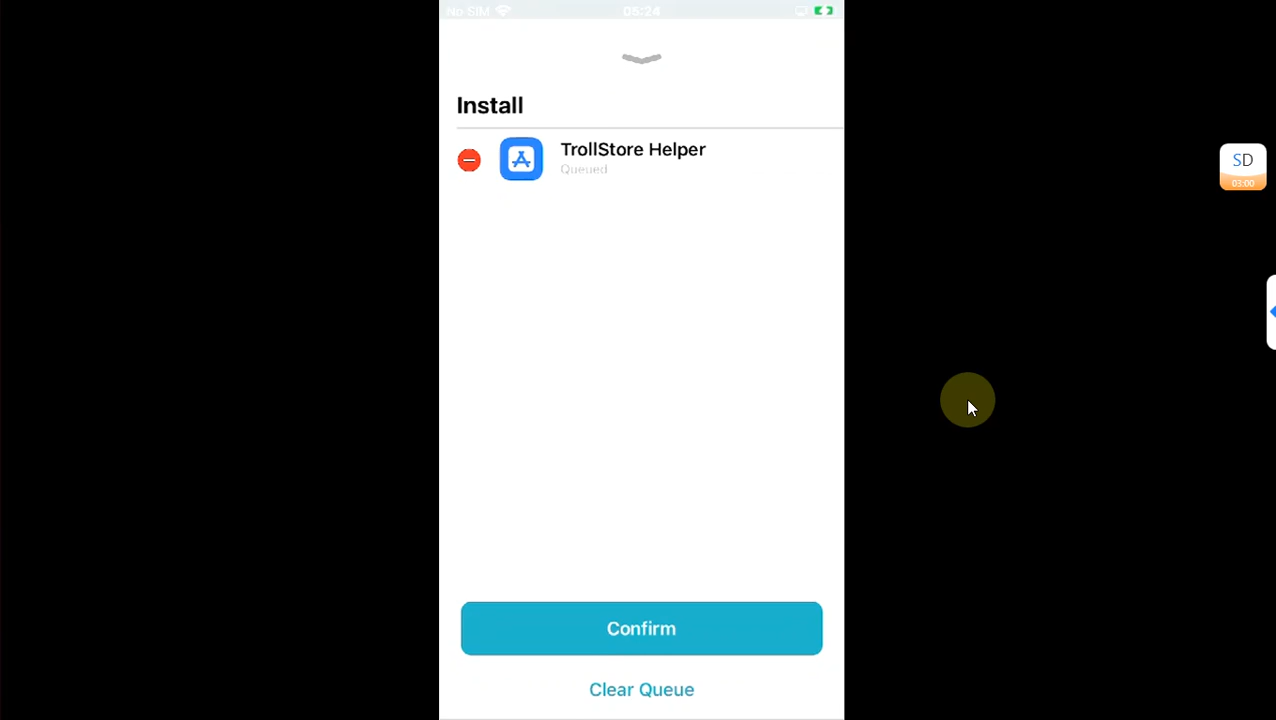 No SIM 05:24
Install
TrollStore Helper
Queued
SD
03:00
Confirm
Clear Queue